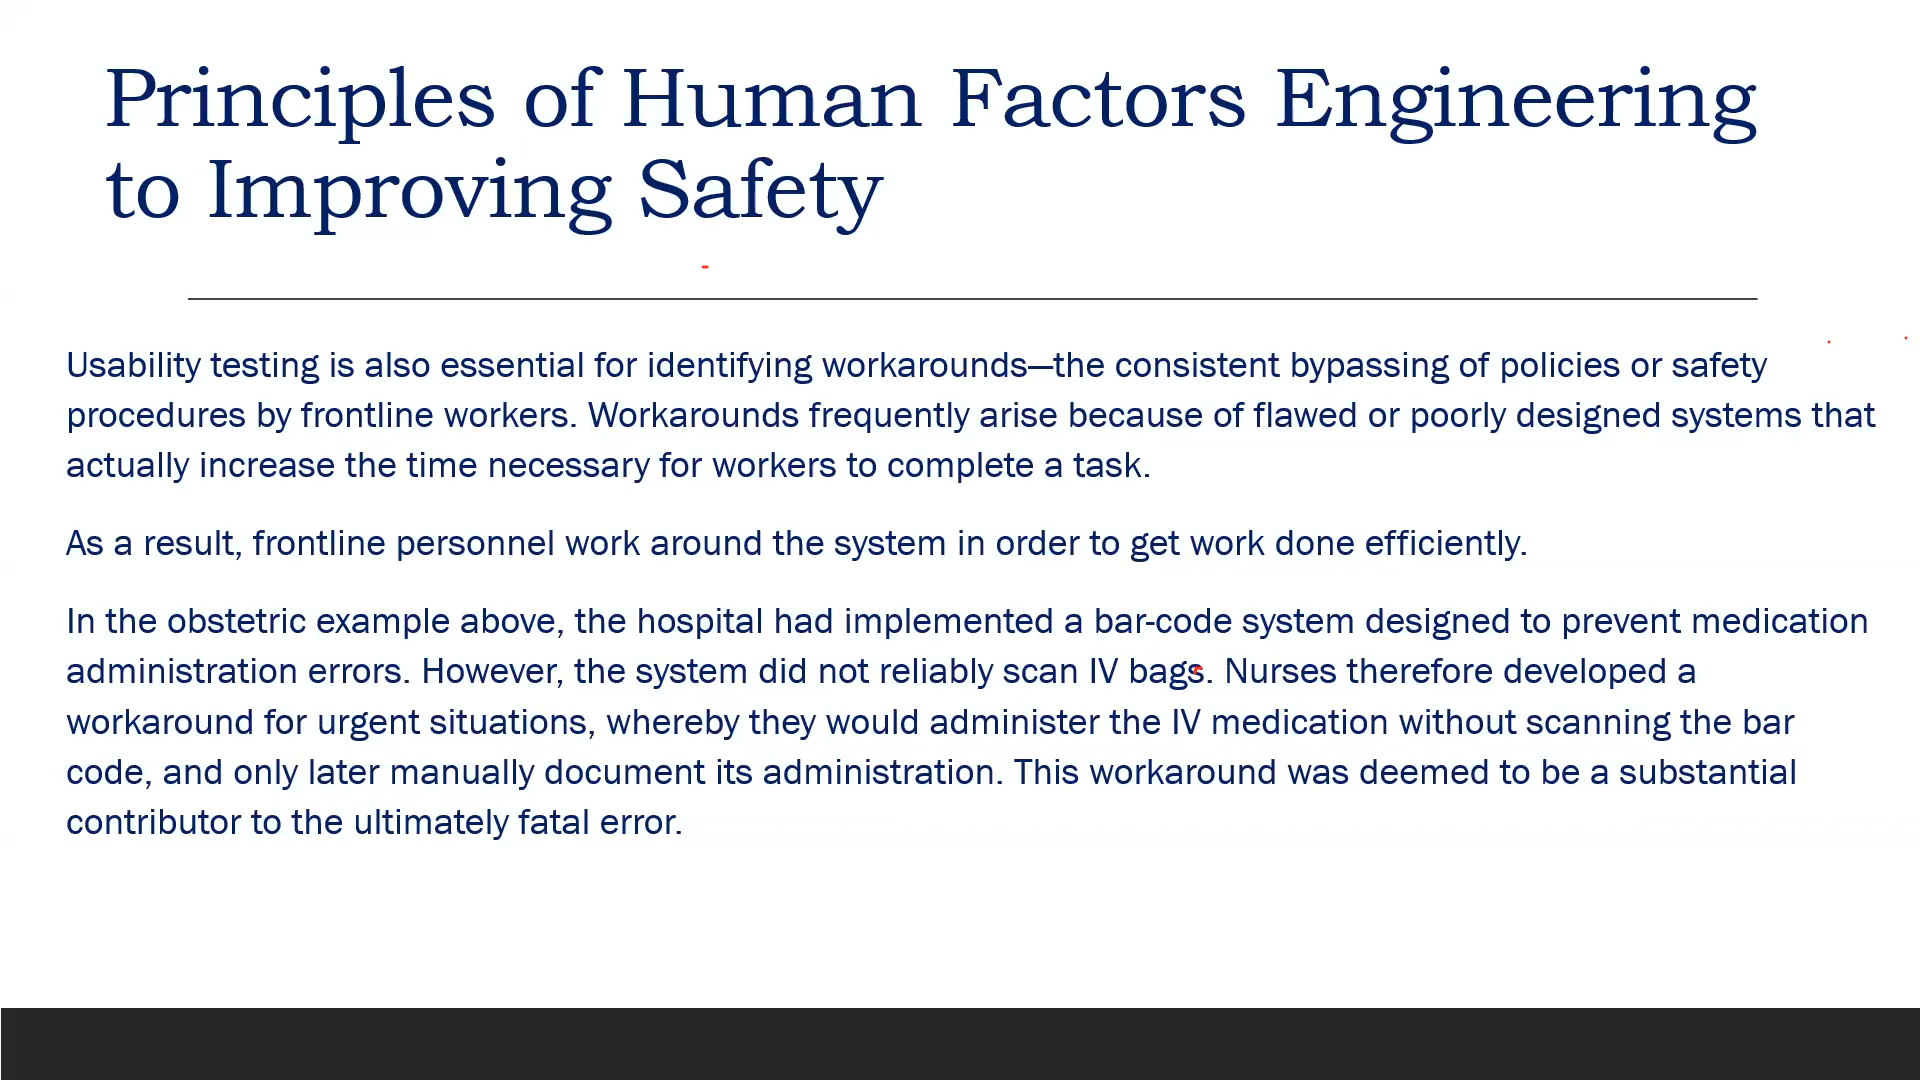 Principles of Human Factors Engineering
to Improving Safety
Usability testing is also essential for identifying workarounds—the consistent bypassing of policies or safety
procedures by frontline workers. Workarounds frequently arise because of flawed or poorly designed systems that
actually increase the time necessary for workers to complete a task.
As a result, frontline personnel work around the system in order to get work done efficiently.
In the obstetric example above, the hospital had implemented a bar-code system designed to prevent medication
administration errors. However, the system did not reliably scan IV bags. Nurses therefore developed a
workaround for urgent situations, whereby they would administer the IV medication without scanning the bar
code, and only later manually document its administration. This workaround was deemed to be a substantial
contributor to the ultimately fatal error.